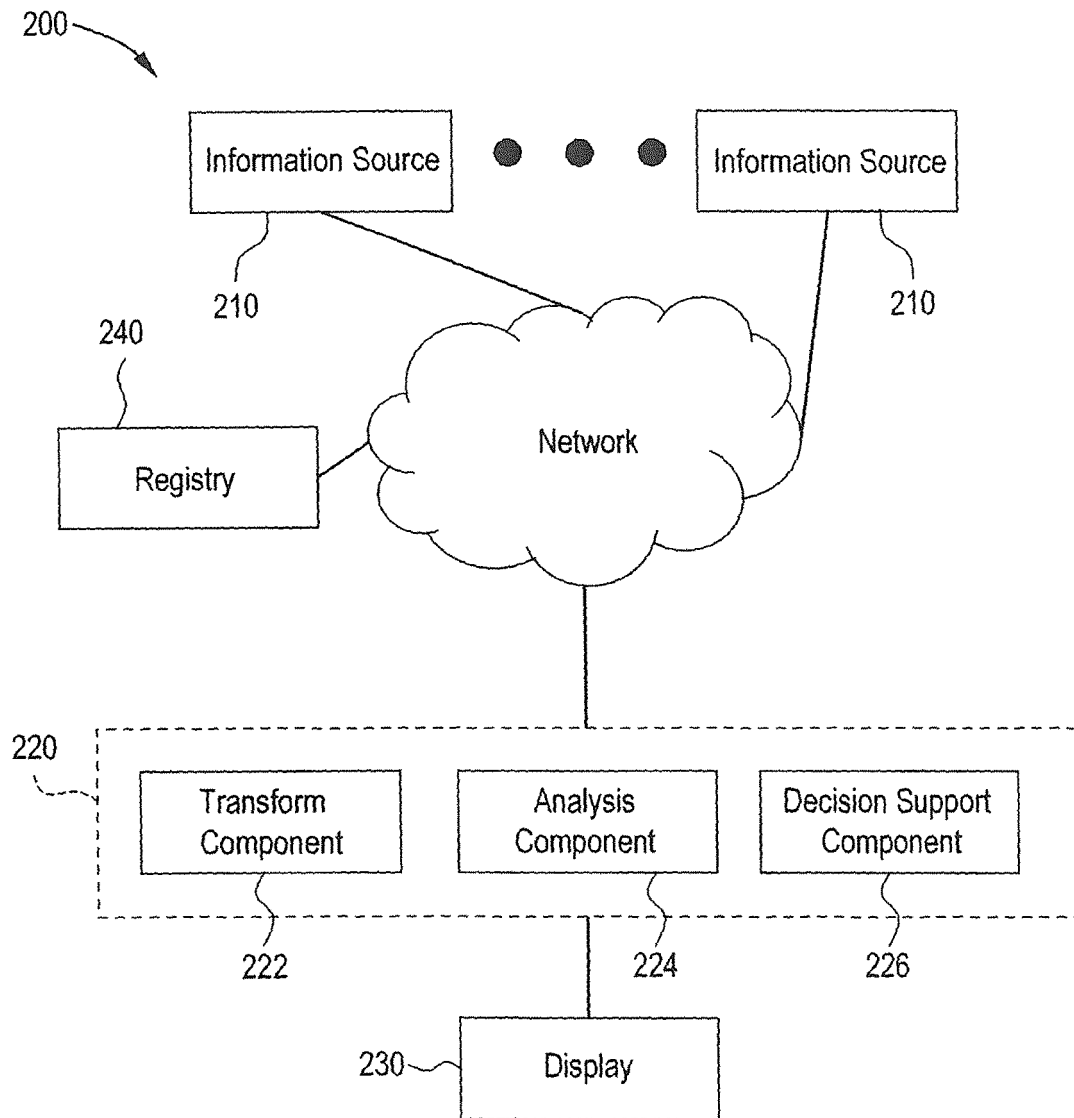 200
Information Source
Information Source
210
210
240
Registry
Network
220
Transform
Component
Analysis
Component
Decision Support
Component
222
224
226
230
Display